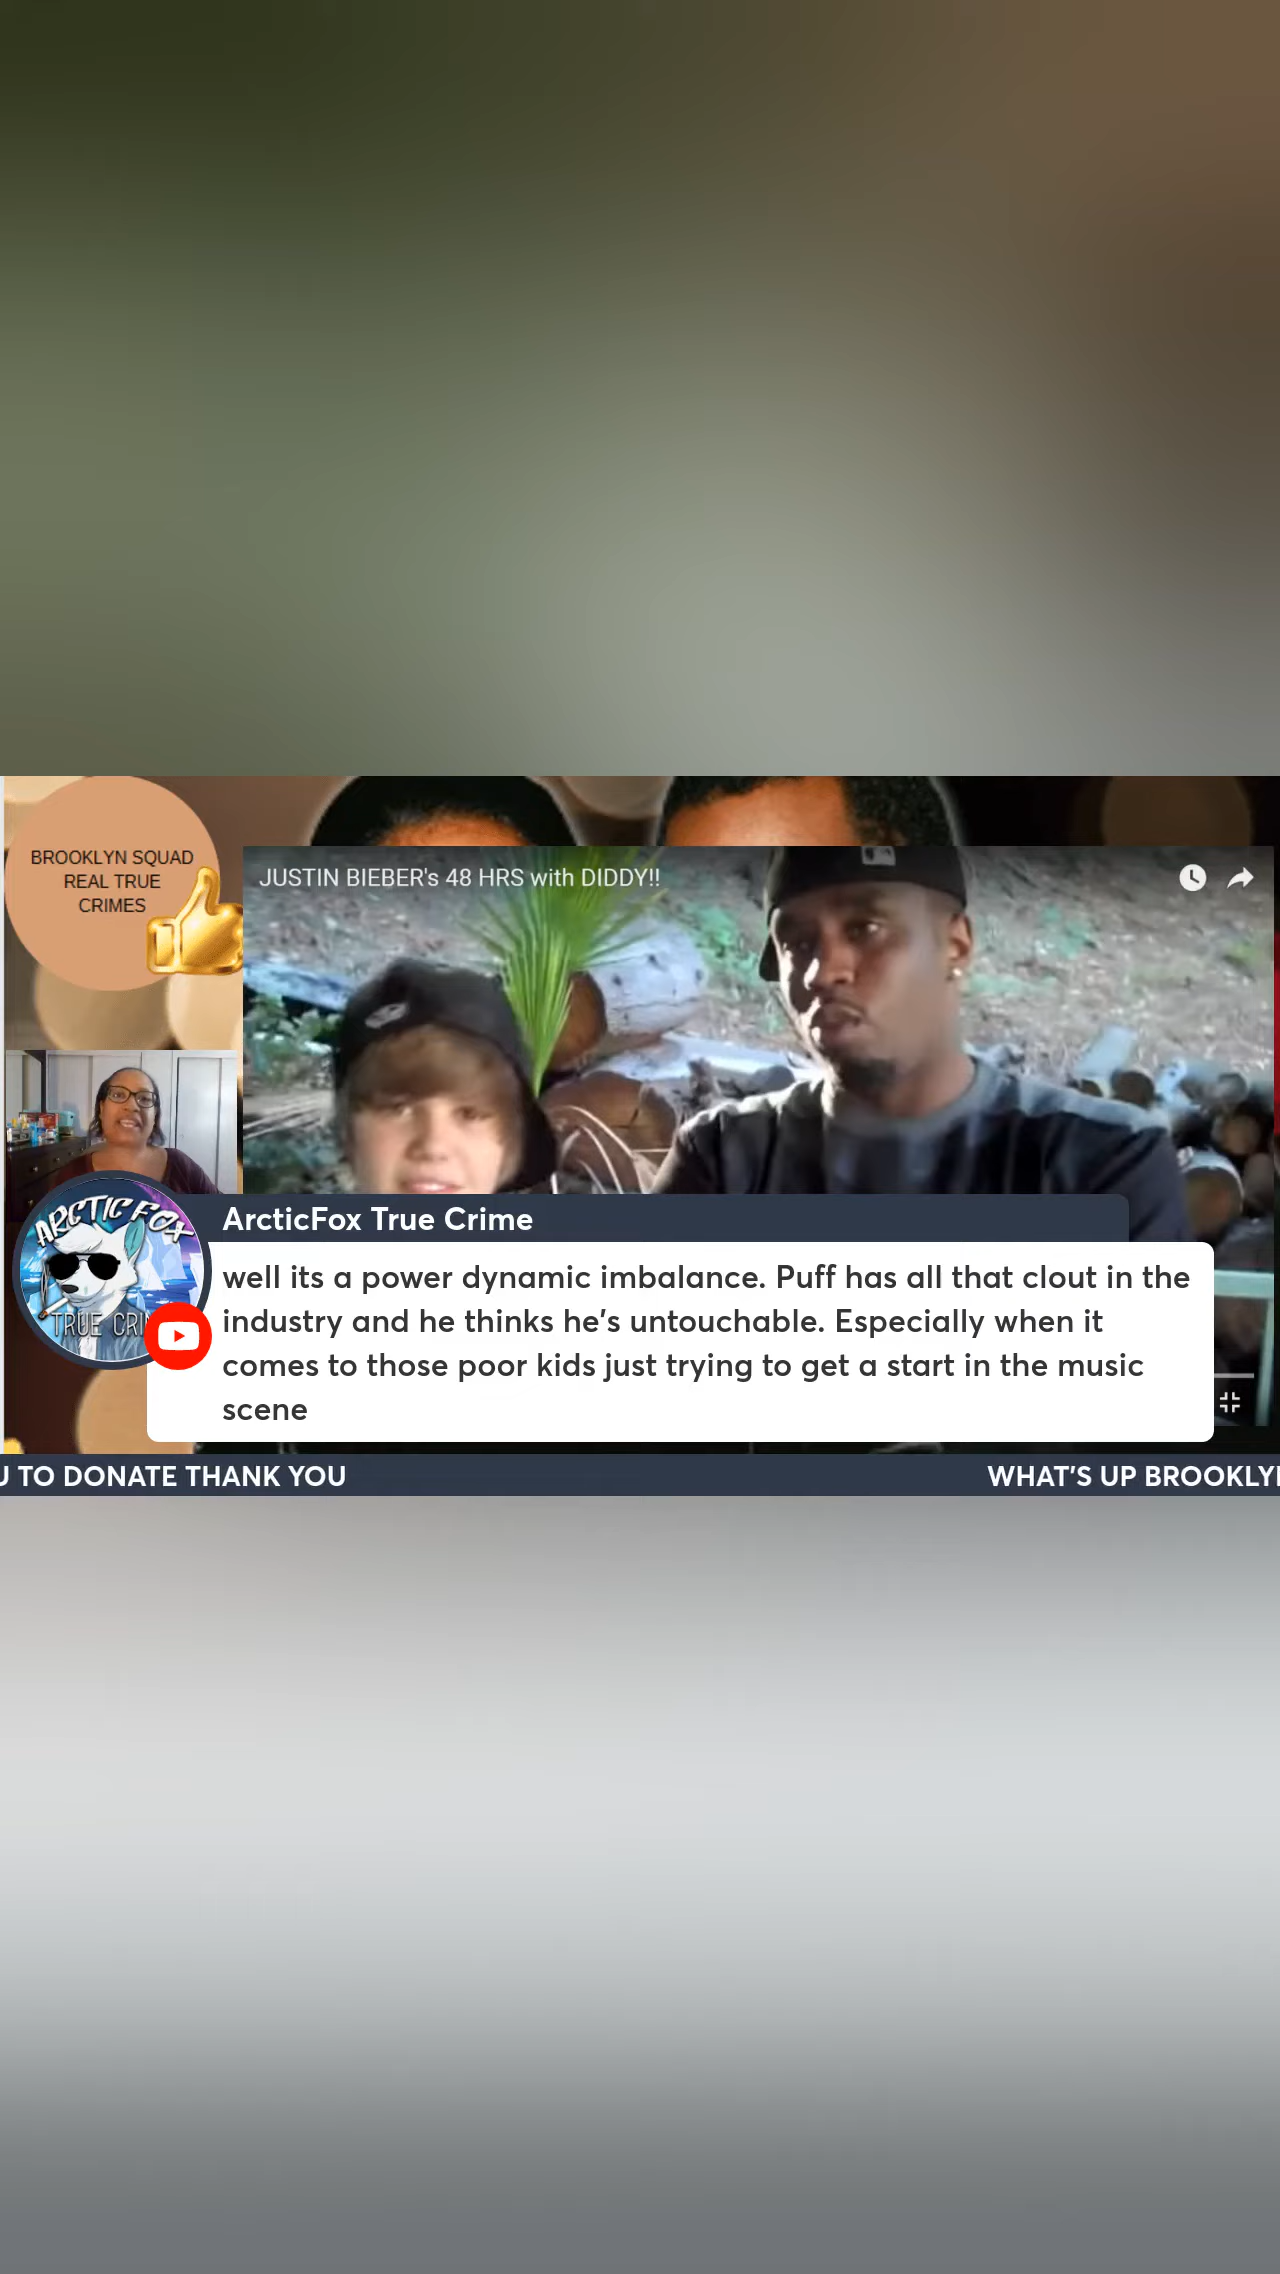 BROOKLYN SQUAD
REAL TRUE
CRIMES
JUSTIN BIEBER's 48 HRS with DIDDY!!
ARCTIC FOX
TRUE CRI
ArcticFox True Crime
well its a power dynamic imbalance. Puff has all that clout in the
industry and he thinks he's untouchable. Especially when it
comes to those poor kids just trying to get a start in the music
scene
U TO DONATE THANK YOU
WHAT'S UP BROOKLY